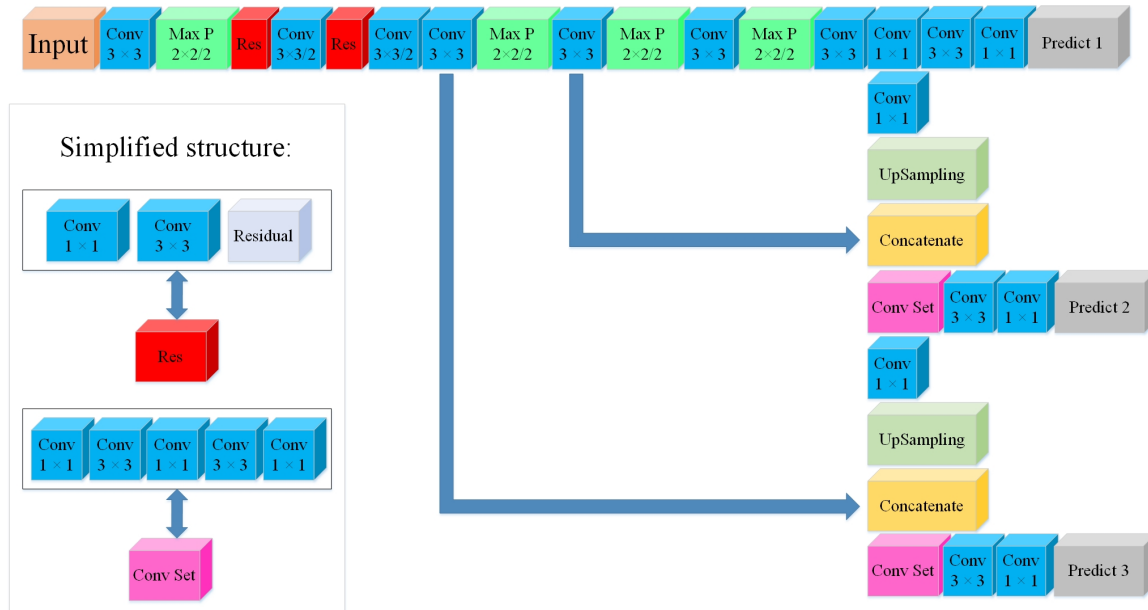 Input
Conv
3 × 3
Max P
2×2/2
Res
Conv
3×3/2
Res
Conv
3×3/2
Conv
3 × 3
Max P
2×2/2
Conv
3 × 3
Max P
2×2/2
Conv
3 × 3
Max P
2×2/2
Conv
3 × 3
Conv
1 × 1
Conv
3 × 3
Conv
1 × 1
Predict 1
Conv
1 × 1
UpSampling
Concatenate
Conv Set
Conv
3 × 3
Conv
1 × 1
Predict 2
Conv
1 × 1
UpSampling
Concatenate
Conv Set
Conv
3 × 3
Conv
1 × 1
Predict 3
Simplified structure:
Conv
1 × 1
Conv
3 × 3
Residual
Res
Conv
1 × 1
Conv
3 × 3
Conv
1 × 1
Conv
3 × 3
Conv
1 × 1
Conv Set